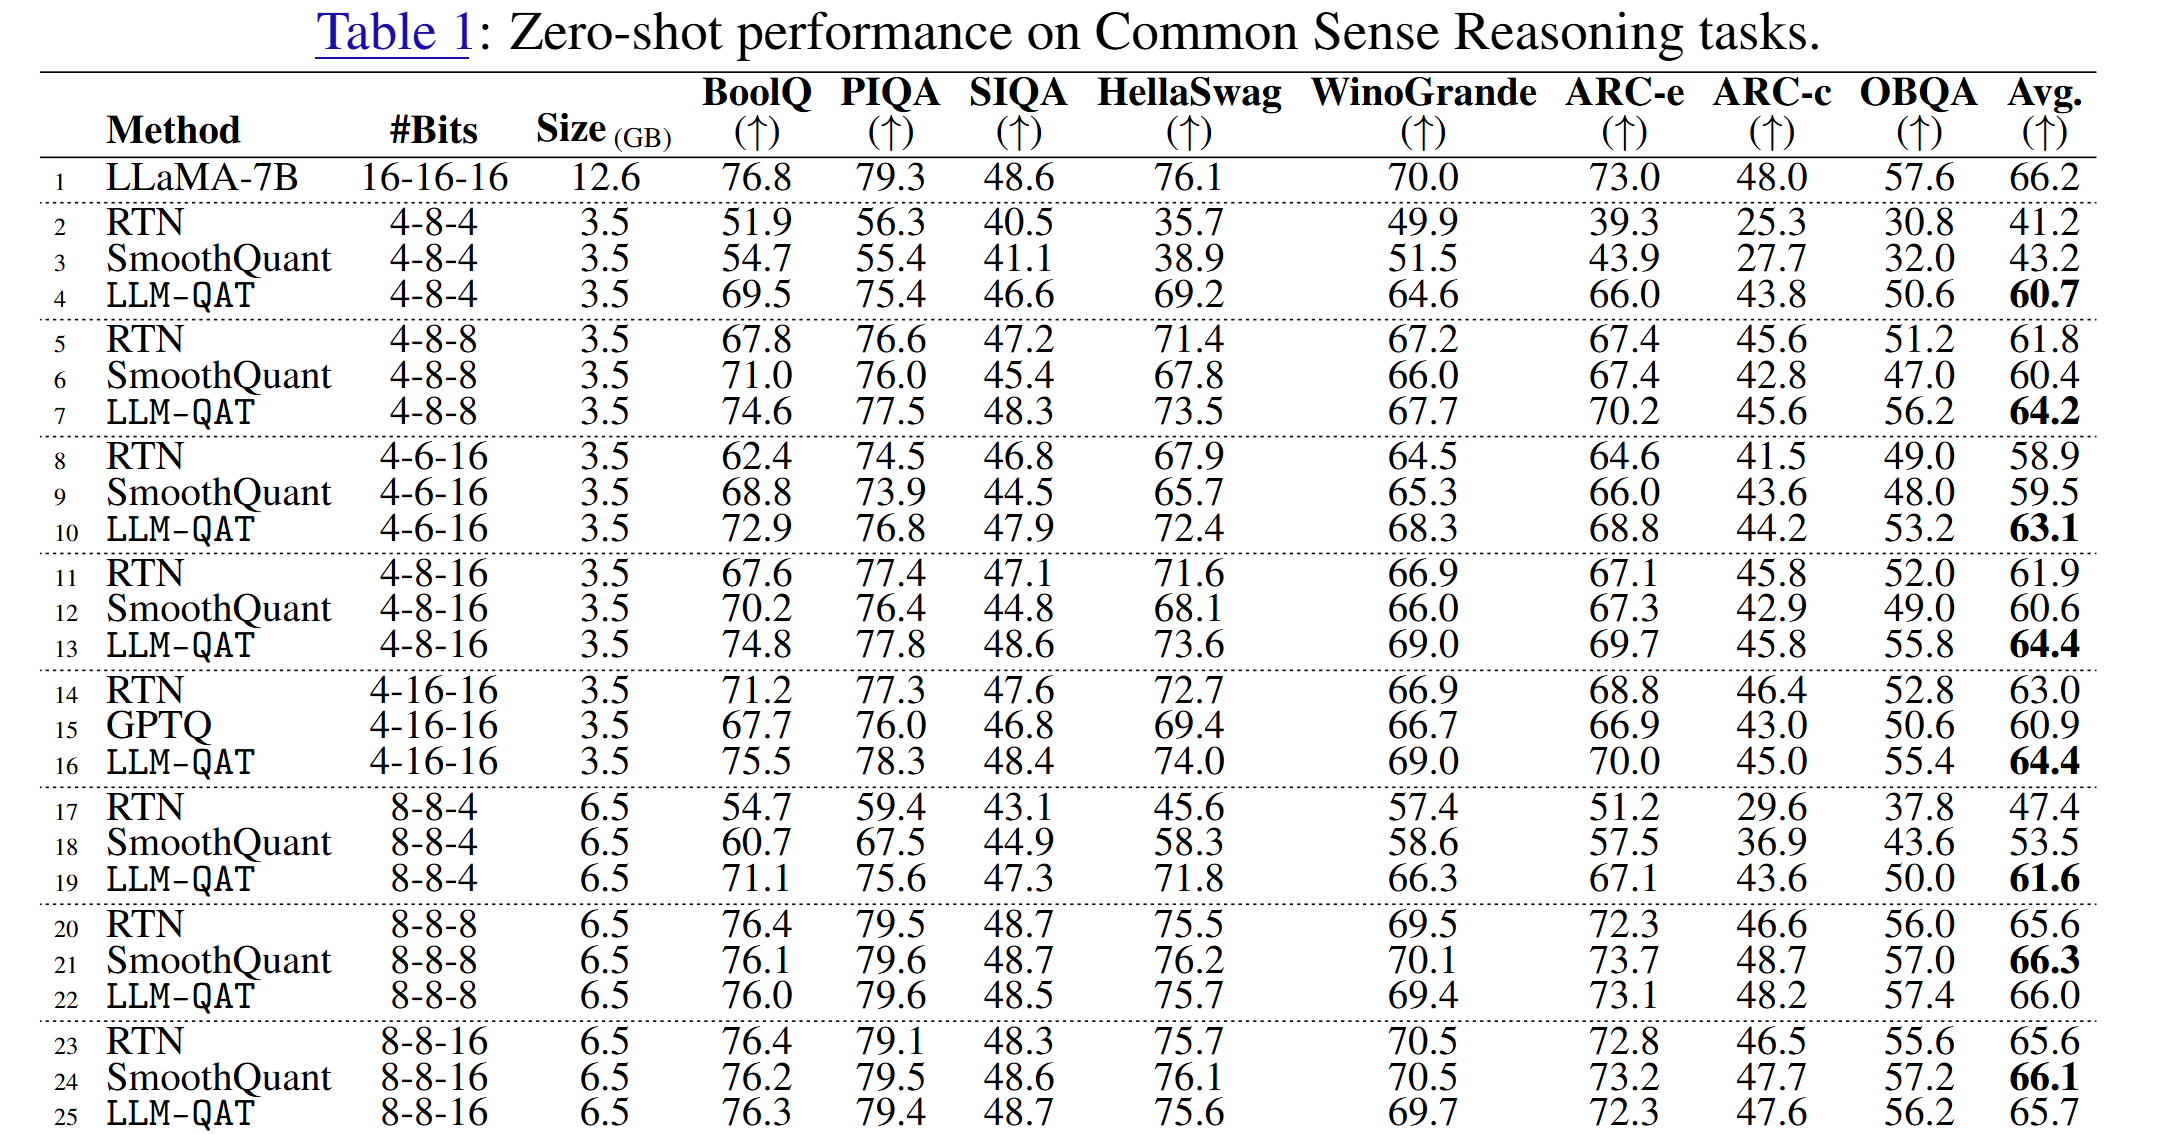 Table 1: Zero-shot performance on Common Sense Reasoning tasks.
Method #Bits Size (GB) BoolQ (↑) PIQA (↑) SIQA (↑) HellaSwag (↑) WinoGrande (↑) ARC-e (↑) ARC-c (↑) OBQA (↑) Avg. (↑)
1 LLaMA-7B 16-16-16 12.6 76.8 79.3 48.6 76.1 70.0 73.0 48.0 57.6 66.2
2 RTN 4-8-4 3.5 51.9 56.3 40.5 35.7 49.9 39.3 25.3 30.8 41.2
3 SmoothQuant 4-8-4 3.5 54.7 55.4 41.1 38.9 51.5 43.9 27.7 32.0 43.2
4 LLM-QAT 4-8-4 3.5 69.5 75.4 46.6 69.2 64.6 66.0 43.8 50.6 60.7
5 RTN 4-8-8 3.5 67.8 76.6 47.2 71.4 67.2 67.4 45.6 51.2 61.8
6 SmoothQuant 4-8-8 3.5 71.0 76.0 45.4 67.8 66.0 67.4 42.8 47.0 60.4
7 LLM-QAT 4-8-8 3.5 74.6 77.5 48.3 73.5 67.7 70.2 45.6 56.2 64.2
8 RTN 4-6-16 3.5 62.4 74.5 46.8 67.9 64.5 64.6 41.5 49.0 58.9
9 SmoothQuant 4-6-16 3.5 68.8 73.9 44.5 65.7 65.3 66.0 43.6 48.0 59.5
10 LLM-QAT 4-6-16 3.5 72.9 76.8 47.9 72.4 68.3 68.8 44.2 53.2 63.1
11 RTN 4-8-16 3.5 67.6 77.4 47.1 71.6 66.9 67.1 45.8 52.0 61.9
12 SmoothQuant 4-8-16 3.5 70.2 76.4 44.8 68.1 66.0 67.3 42.9 49.0 60.6
13 LLM-QAT 4-8-16 3.5 74.8 77.8 48.6 73.6 69.0 69.7 45.8 55.8 64.4
14 RTN 4-16-16 3.5 71.2 77.3 47.6 72.7 66.9 68.8 46.4 52.8 63.0
15 GPTQ 4-16-16 3.5 67.7 76.0 46.8 69.4 66.7 66.9 43.0 50.6 60.9
16 LLM-QAT 4-16-16 3.5 75.5 78.3 48.4 74.0 69.0 70.0 45.0 55.4 64.4
17 RTN 8-8-4 6.5 54.7 59.4 43.1 45.6 57.4 51.2 29.6 37.8 47.4
18 SmoothQuant 8-8-4 6.5 60.7 67.5 44.9 58.3 58.6 57.5 36.9 43.6 53.5
19 LLM-QAT 8-8-4 6.5 71.1 75.6 47.3 71.8 66.3 67.1 43.6 50.0 61.6
20 RTN 8-8-8 6.5 76.4 79.5 48.7 75.5 69.5 72.3 46.6 56.0 65.6
21 SmoothQuant 8-8-8 6.5 76.1 79.6 48.7 76.2 70.1 73.7 48.7 57.0 66.3
22 LLM-QAT 8-8-8 6.5 76.0 79.6 48.5 75.7 69.4 73.1 48.2 57.4 66.0
23 RTN 8-8-16 6.5 76.4 79.1 48.3 75.7 70.5 72.8 46.5 55.6 65.6
24 SmoothQuant 8-8-16 6.5 76.2 79.5 48.6 76.1 70.5 73.2 47.7 57.2 66.1
25 LLM-QAT 8-8-16 6.5 76.3 79.4 48.7 75.6 69.7 72.3 47.6 56.2 65.7